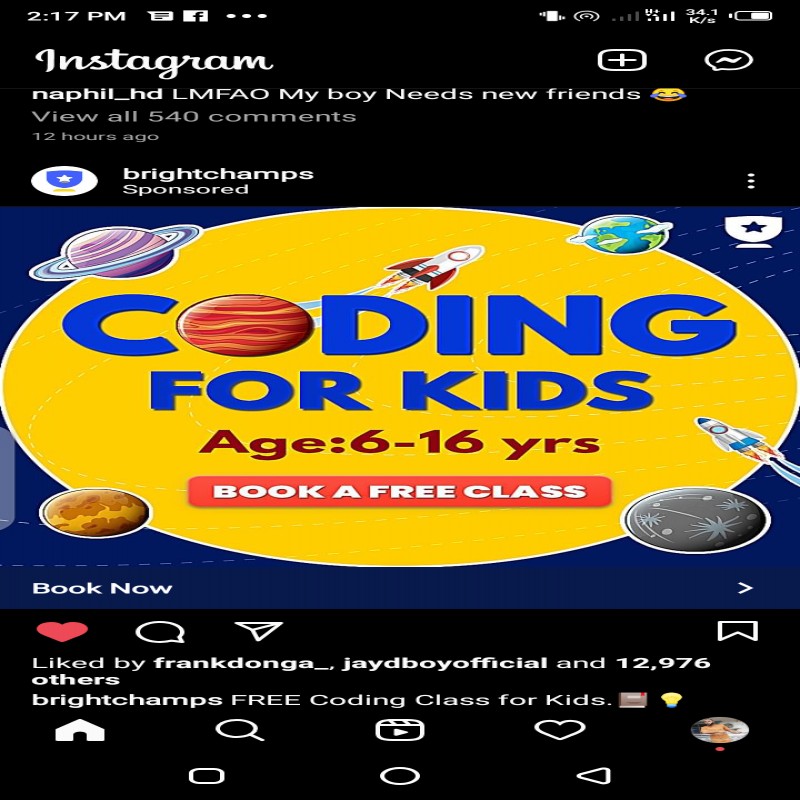 2:17 PM
34.1
K/s
Instagram
naphil_hd LMFAO My boy Needs new friends 😂
View all 540 comments
12 hours ago
brightchamps
Sponsored
CODING
FOR KIDS
Age:6-16 yrs
BOOK A FREE CLASS
Book Now
Liked by frankdonga_, jaydboyofficial and 12,976
others
brightchamps FREE Coding Class for Kids. 📕 💡